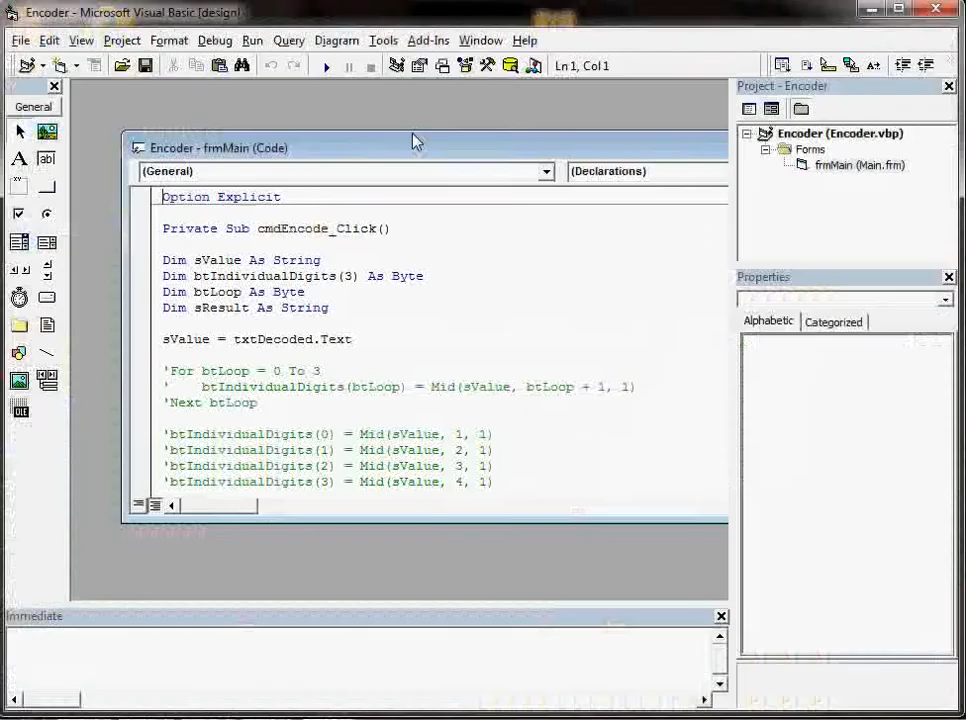 Encoder - Microsoft Visual Basic [design]
File Edit View Project Format Debug Run Query Diagram Tools Add-Ins Window Help
Ln 1, Col 1
General
A
ab|
OLE
Encoder - frmMain (Code)
(General)
(Declarations)
Option Explicit
Private Sub cmdEncode_Click()
Dim sValue As String
Dim btIndividualDigits(3) As Byte
Dim btLoop As Byte
Dim sResult As String
sValue = txtDecoded.Text
'For btLoop = 0 To 3
'    btIndividualDigits(btLoop) = Mid(sValue, btLoop + 1, 1)
'Next btLoop
'btIndividualDigits(0) = Mid(sValue, 1, 1)
'btIndividualDigits(1) = Mid(sValue, 2, 1)
'btIndividualDigits(2) = Mid(sValue, 3, 1)
'btIndividualDigits(3) = Mid(sValue, 4, 1)
Immediate
Project - Encoder
Encoder (Encoder.vbp)
Forms
frmMain (Main.frm)
Properties
Alphabetic
Categorized